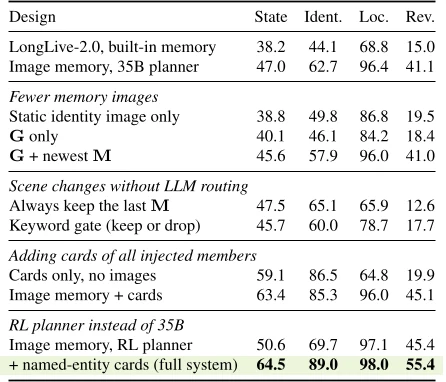 Design State Ident. Loc. Rev.
LongLive-2.0, built-in memory 38.2 44.1 68.8 15.0
Image memory, 35B planner 47.0 62.7 96.4 41.1
Fewer memory images
Static identity image only 38.8 49.8 86.8 19.5
G only 40.1 46.1 84.2 18.4
G + newest M 45.6 57.9 96.0 41.0
Scene changes without LLM routing
Always keep the last M 47.5 65.1 65.9 12.6
Keyword gate (keep or drop) 45.7 60.0 78.7 17.7
Adding cards of all injected members
Cards only, no images 59.1 86.5 64.8 19.9
Image memory + cards 63.4 85.3 96.0 45.1
RL planner instead of 35B
Image memory, RL planner 50.6 69.7 97.1 45.4
+ named-entity cards (full system) 64.5 89.0 98.0 55.4